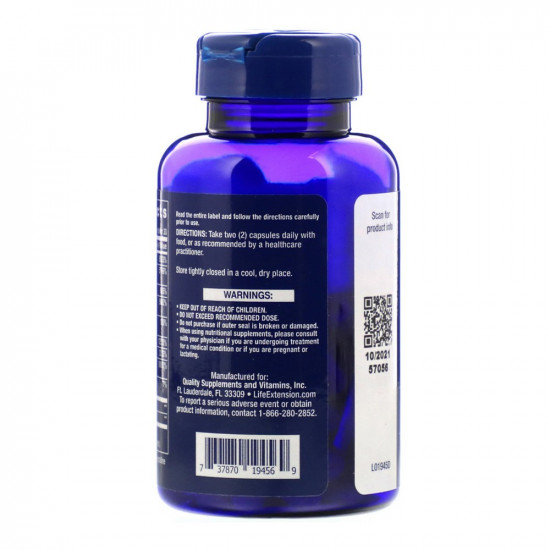 Read the entire label and follow the directions carefully
prior to use.
DIRECTIONS: Take two (2) capsules daily with
food, or as recommended by a healthcare
practitioner.
Store tightly closed in a cool, dry place.
WARNINGS:
• KEEP OUT OF REACH OF CHILDREN.
• DO NOT EXCEED RECOMMENDED DOSE.
• Do not purchase if outer seal is broken or damaged.
• When using nutritional supplements, please consult
with your physician if you are undergoing treatment
for a medical condition or if you are pregnant or
lactating.
Manufactured for:
Quality Supplements and Vitamins, Inc.
FL Lauderdale, FL 33309 • LifeExtension.com
To report a serious adverse event or obtain
product information, contact 1-866-280-2852.
7 37870 19456 9
Scan for
product info
10/2021
57056
L01945D